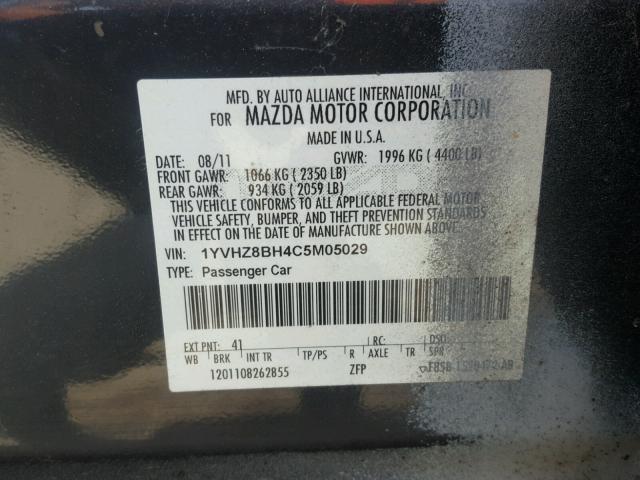 MFD. BY AUTO ALLIANCE INTERNATIONAL, INC
FOR MAZDA MOTOR CORPORATION
MADE IN U.S.A.
DATE: 08/11 GVWR: 1996 KG ( 4400 LB)
FRONT GAWR: 1066 KG ( 2350 LB)
REAR GAWR: 934 KG ( 2059 LB)
THIS VEHICLE CONFORMS TO ALL APPLICABLE FEDERAL MOTOR
VEHICLE SAFETY, BUMPER, AND THEFT PREVENTION STANDARDS
IN EFFECT ON THE DATE OF MANUFACTURE SHOWN ABOVE.
VIN: 1YVHZ8BH4C5M05029
TYPE: Passenger Car
EXT PNT: 41 RC: DSO:
WB BRK INT TR TP/PS R AXLE TR SPR
1201108262855 ZFP